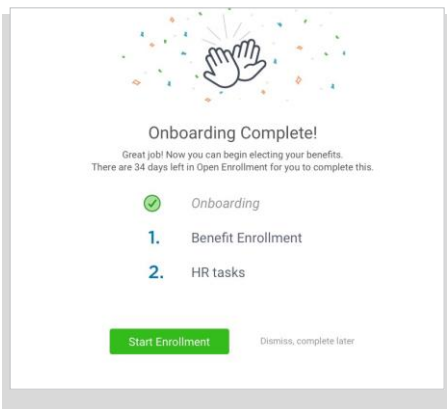 Onboarding Complete!
Great job! Now you can begin electing your benefits.
There are 34 days left in Open Enrollment for you to complete this.
Onboarding
1. Benefit Enrollment
2. HR tasks
Start Enrollment Dismiss, complete later